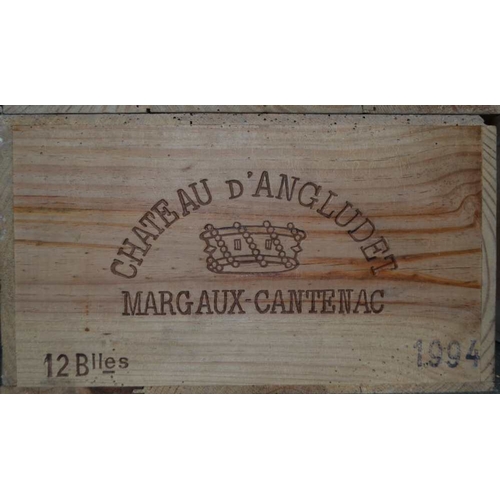 CHATEAU D'ANGLUDET
MARGAUX-CANTENAC
12 Blles
1994